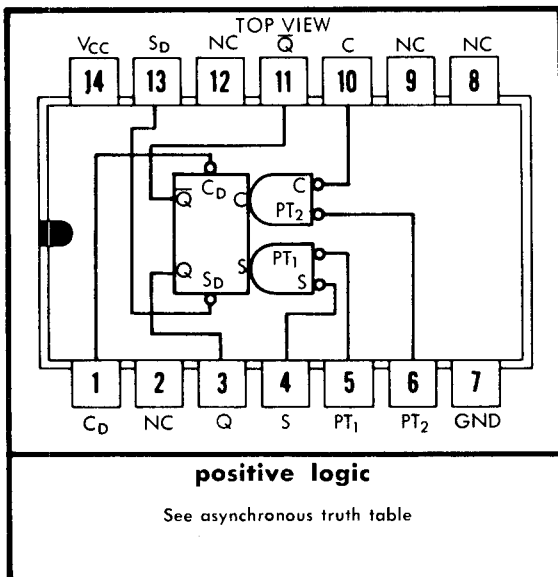 TOP VIEW
VCC SD NC Q̅ C NC NC
14 13 12 11 10 9 8
CD
Q̅ C C
PT2
Q S PT1
SD S
1 2 3 4 5 6 7
CD NC Q S PT1 PT2 GND
positive logic
See asynchronous truth table